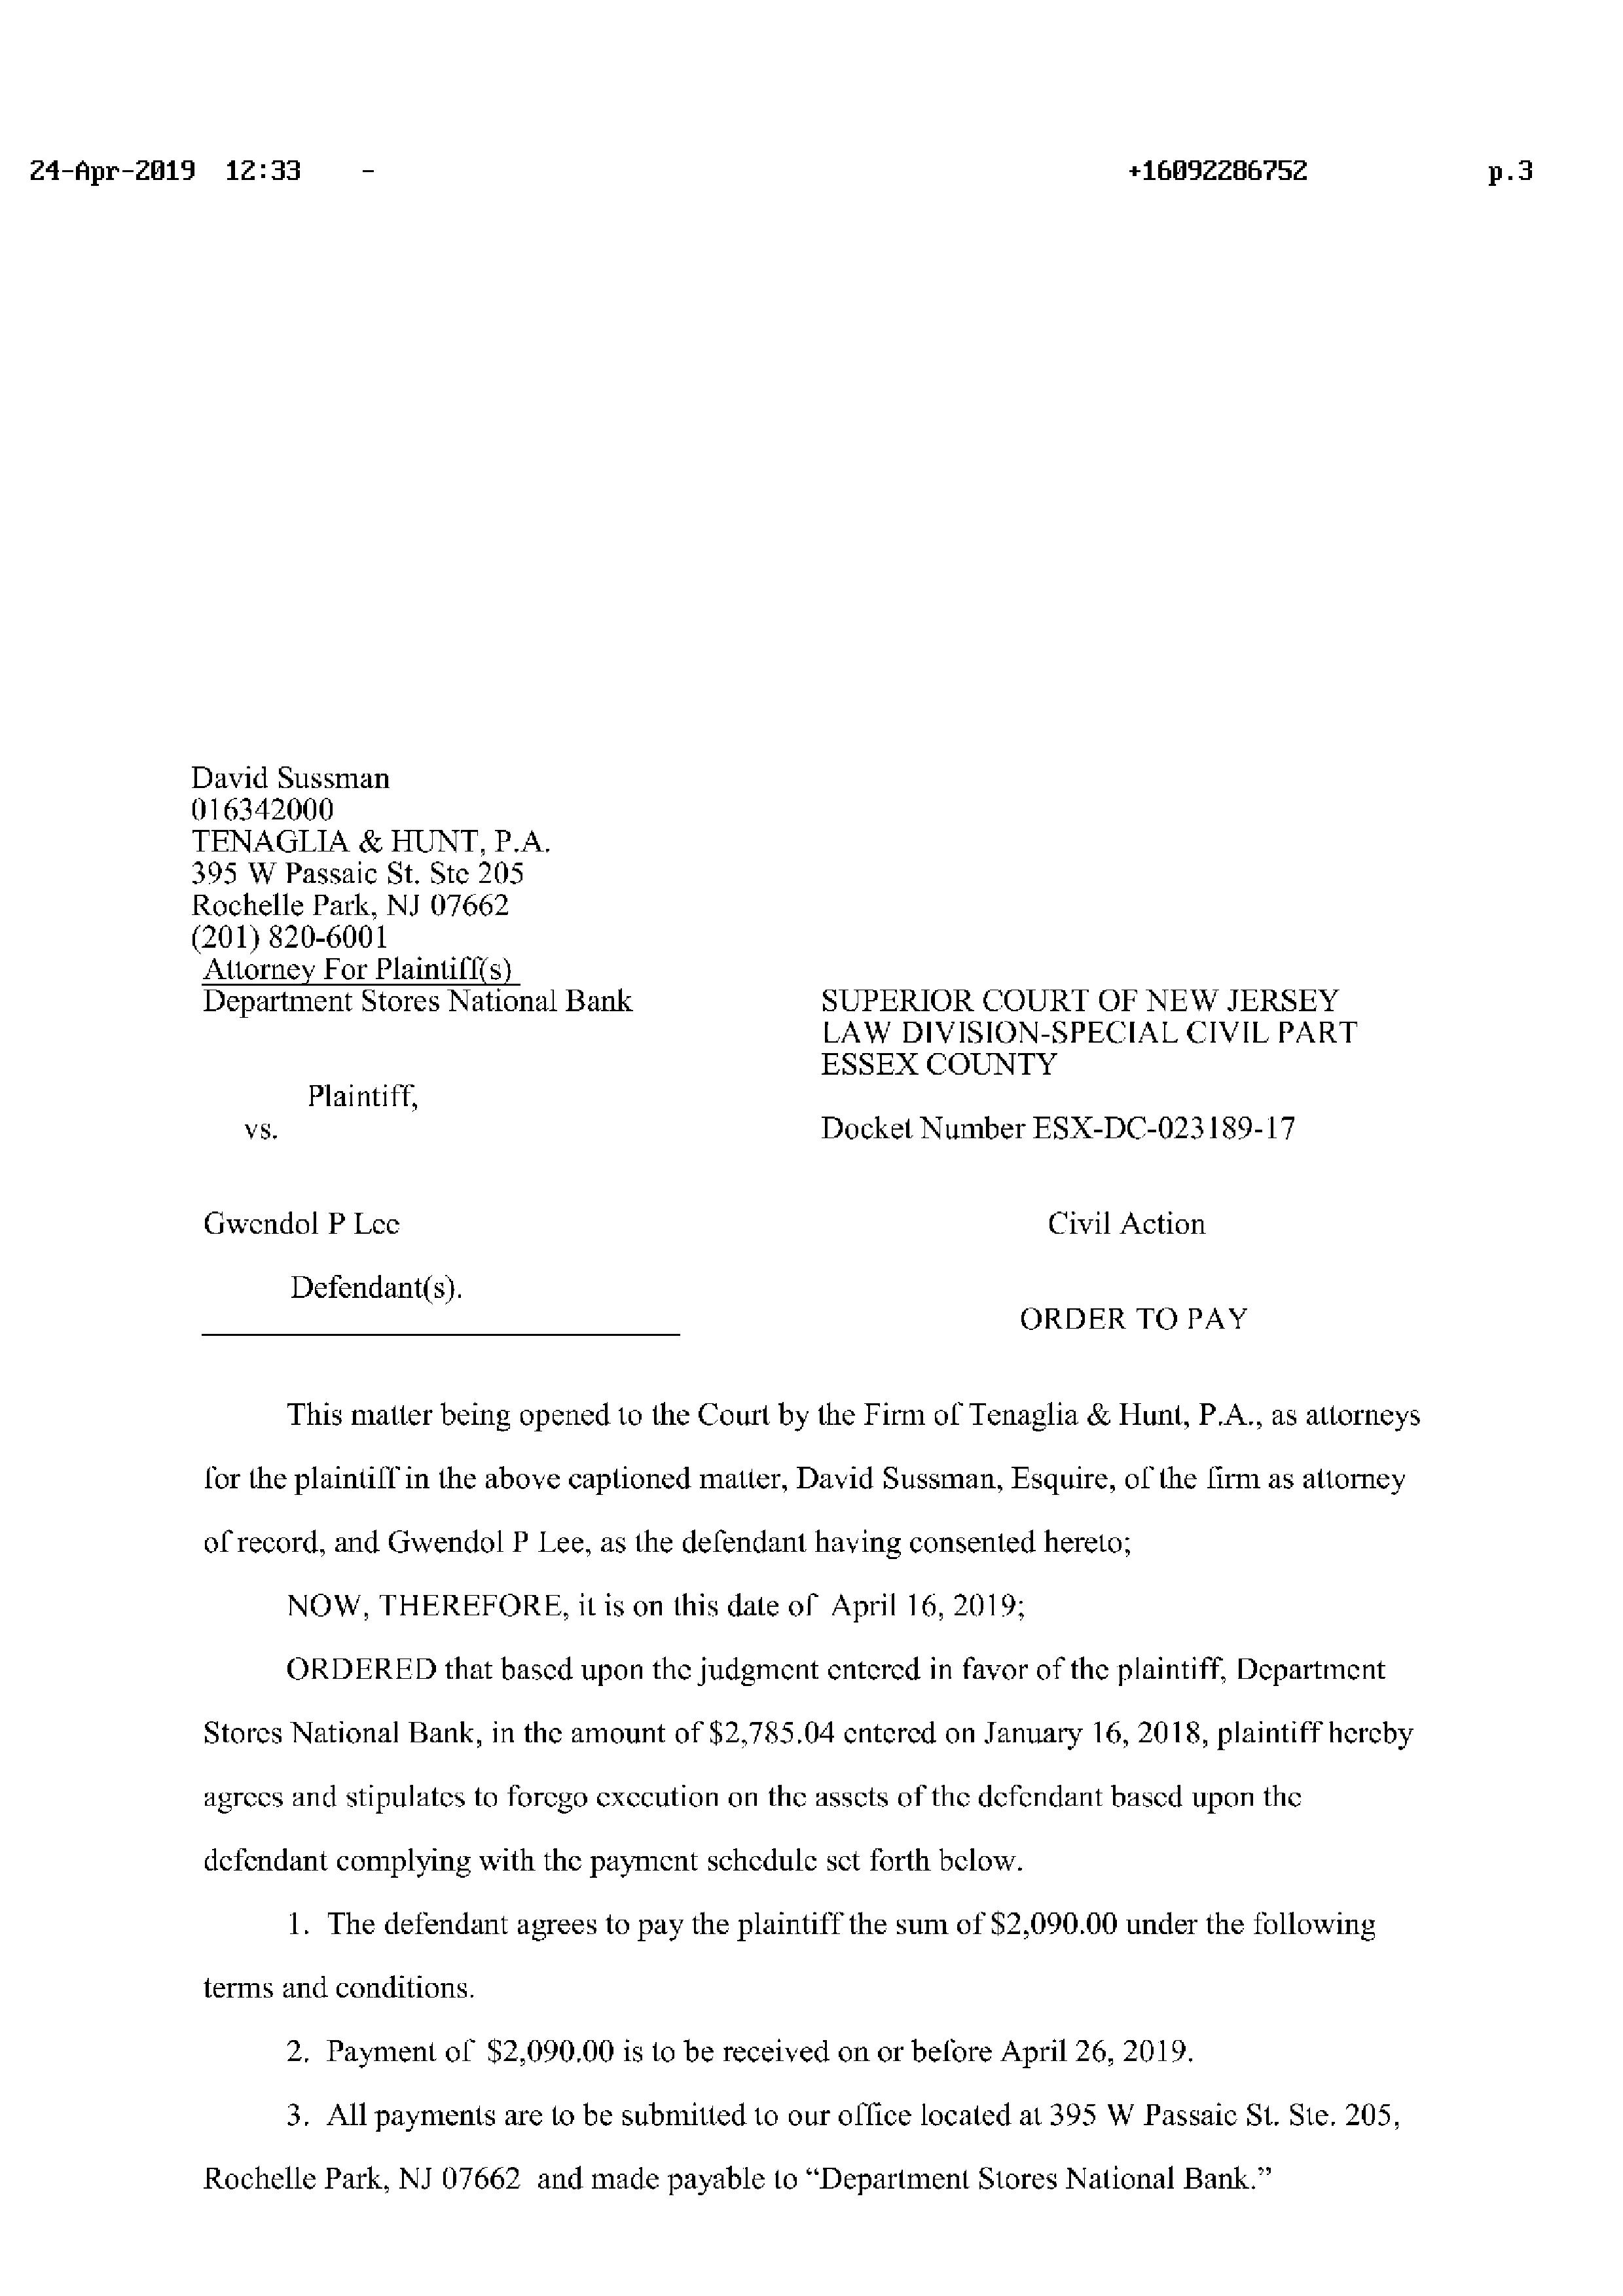 24-Apr-2019 12:33 - +16092286752 p.3
David Sussman
016342000
TENAGLIA & HUNT, P.A.
395 W Passaic St. Ste 205
Rochelle Park, NJ 07662
(201) 820-6001
Attorney For Plaintiff(s)
Department Stores National Bank
Plaintiff,
vs.
Gwendol P Lee
Defendant(s).
SUPERIOR COURT OF NEW JERSEY
LAW DIVISION-SPECIAL CIVIL PART
ESSEX COUNTY
Docket Number ESX-DC-023189-17
Civil Action
ORDER TO PAY
This matter being opened to the Court by the Firm of Tenaglia & Hunt, P.A., as attorneys
for the plaintiff in the above captioned matter, David Sussman, Esquire, of the firm as attorney
of record, and Gwendol P Lee, as the defendant having consented hereto;
NOW, THEREFORE, it is on this date of April 16, 2019;
ORDERED that based upon the judgment entered in favor of the plaintiff, Department
Stores National Bank, in the amount of $2,785.04 entered on January 16, 2018, plaintiff hereby
agrees and stipulates to forego execution on the assets of the defendant based upon the
defendant complying with the payment schedule set forth below.
1. The defendant agrees to pay the plaintiff the sum of $2,090.00 under the following
terms and conditions.
2. Payment of $2,090.00 is to be received on or before April 26, 2019.
3. All payments are to be submitted to our office located at 395 W Passaic St. Ste. 205,
Rochelle Park, NJ 07662 and made payable to “Department Stores National Bank.”